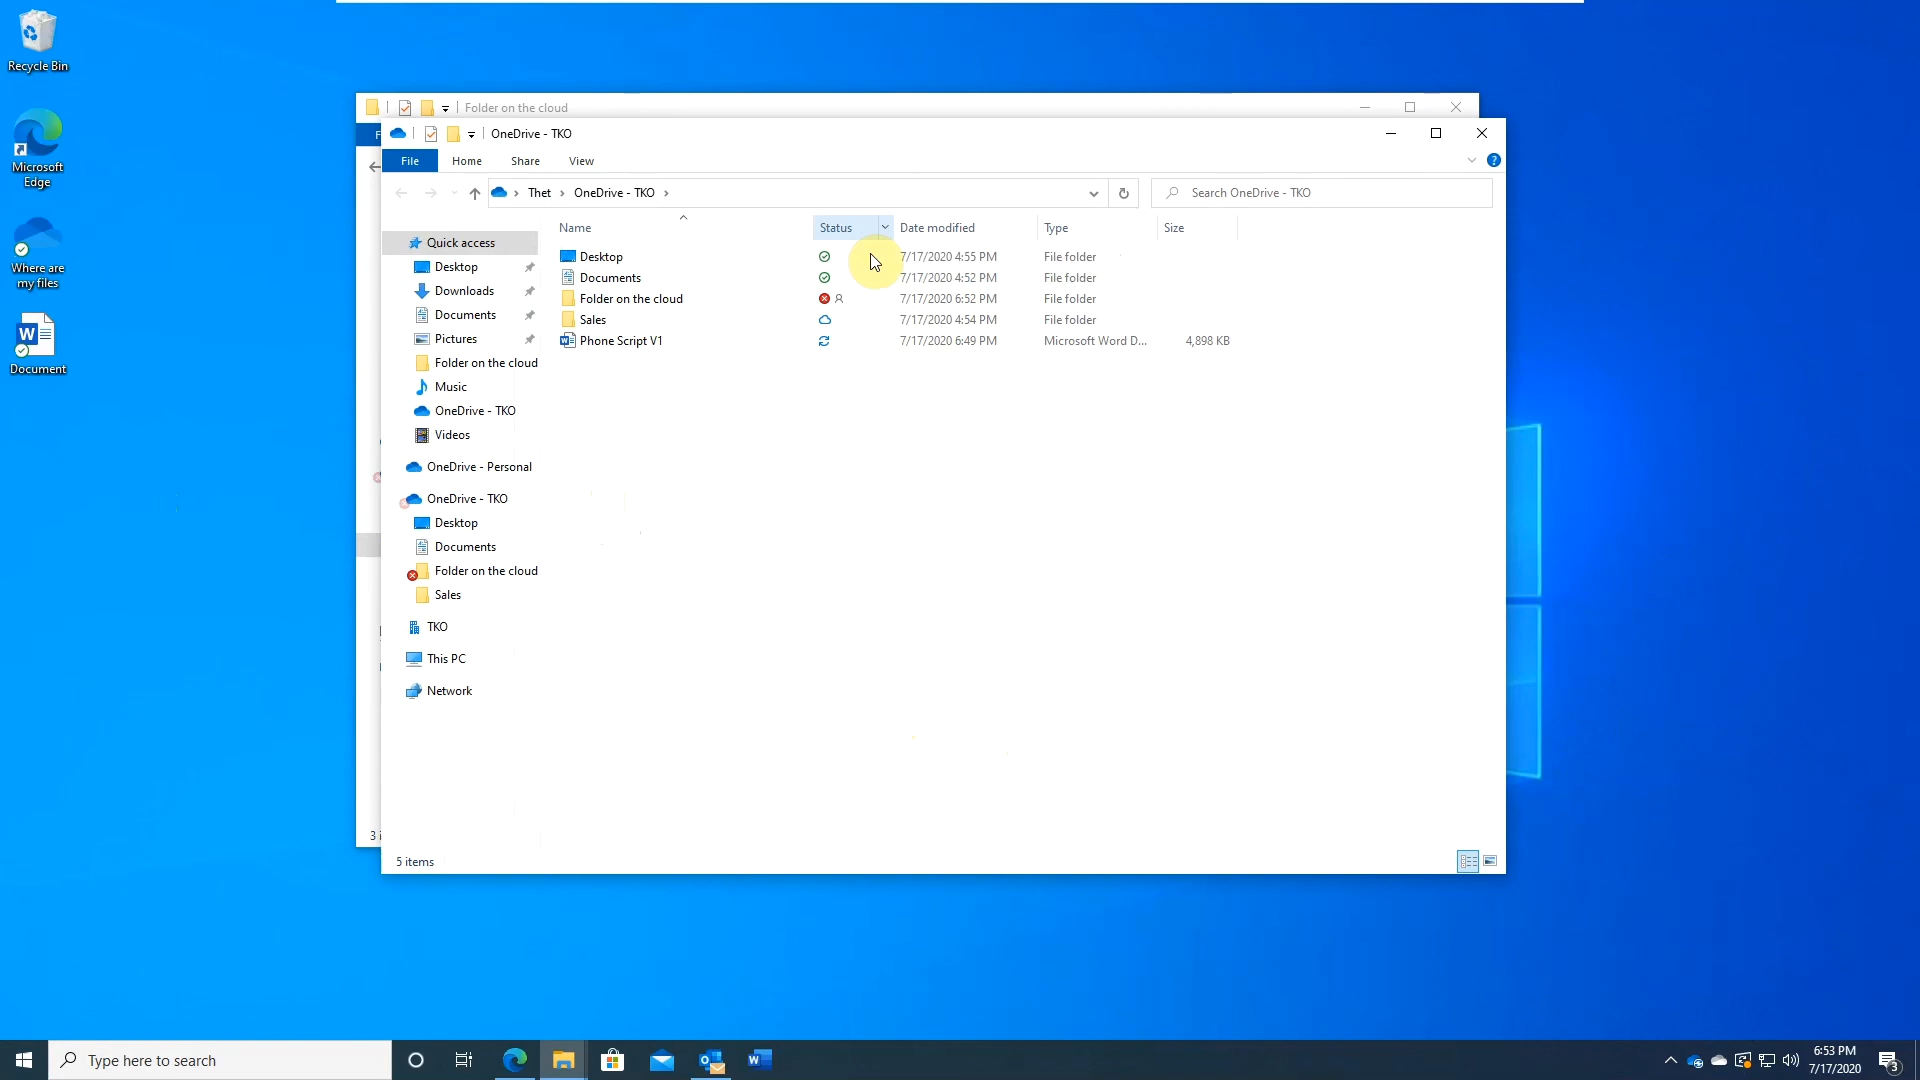 Recycle Bin
Microsoft
Edge
Where are
my files
Document
Folder on the cloud
OneDrive - TKO
File Home Share View
Thet OneDrive - TKO
Search OneDrive - TKO
Name Status Date modified Type Size
Desktop 7/17/2020 4:55 PM File folder
Documents 7/17/2020 4:52 PM File folder
Folder on the cloud 7/17/2020 6:52 PM File folder
Sales 7/17/2020 4:54 PM File folder
Phone Script V1 7/17/2020 6:49 PM Microsoft Word D... 4,898 KB
Quick access
Desktop
Downloads
Documents
Pictures
Folder on the cloud
Music
OneDrive - TKO
Videos
OneDrive - Personal
OneDrive - TKO
Desktop
Documents
Folder on the cloud
Sales
TKO
This PC
Network
5 items
Type here to search
6:53 PM
7/17/2020
3